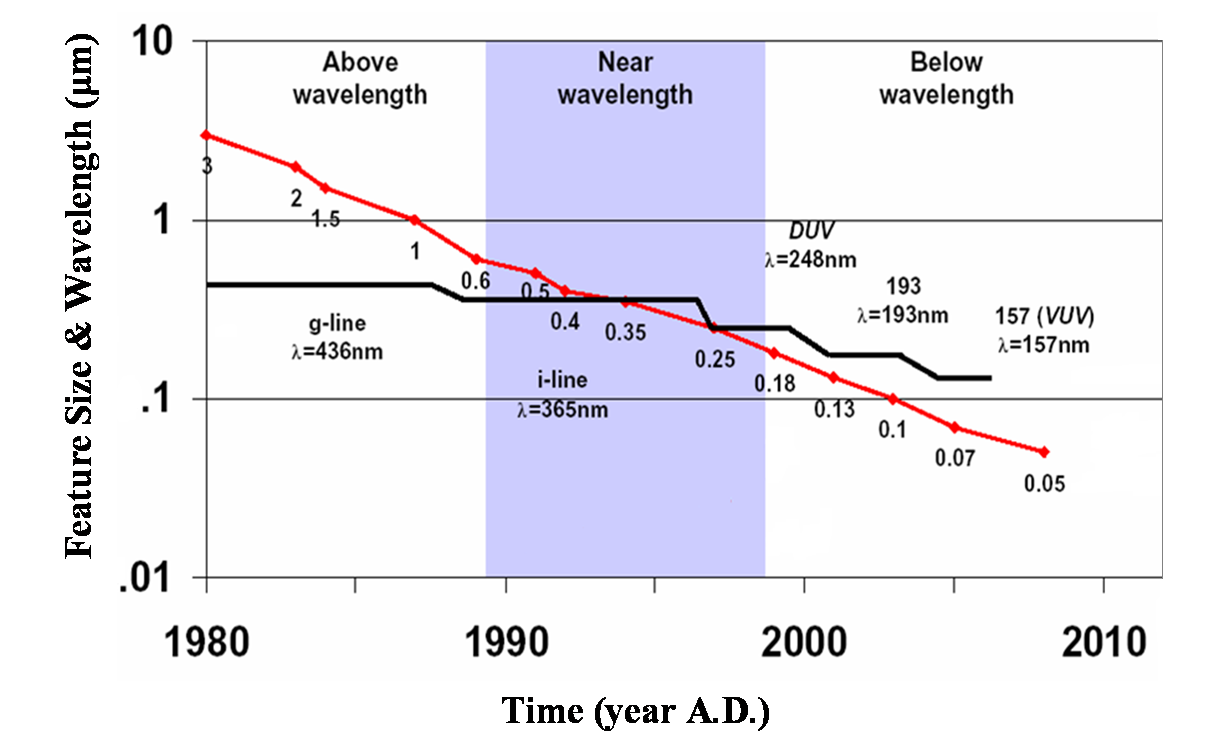 Feature Size & Wavelength (μm)
10
1
.1
.01
Above
wavelength
Near
wavelength
Below
wavelength
3
2
1.5
1
0.6
0.5
0.4
0.35
0.25
0.18
0.13
0.1
0.07
0.05
g-line
λ=436nm
i-line
λ=365nm
DUV
λ=248nm
193
λ=193nm
157 (VUV)
λ=157nm
1980
1990
2000
2010
Time (year A.D.)